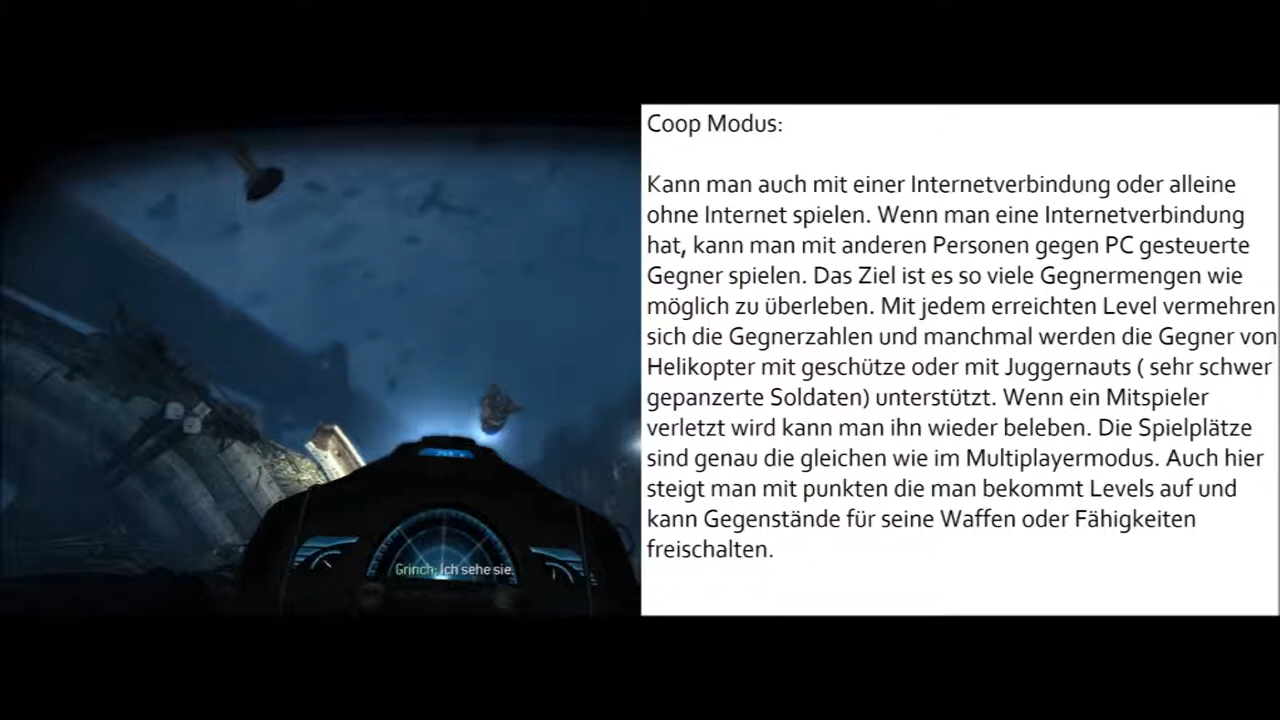 Coop Modus:
Kann man auch mit einer Internetverbindung oder alleine
ohne Internet spielen. Wenn man eine Internetverbindung
hat, kann man mit anderen Personen gegen PC gesteuerte
Gegner spielen. Das Ziel ist es so viele Gegnermengen wie
möglich zu überleben. Mit jedem erreichten Level vermehren
sich die Gegnerzahlen und manchmal werden die Gegner von
Helikopter mit geschütze oder mit Juggernauts ( sehr schwer
gepanzerte Soldaten) unterstützt. Wenn ein Mitspieler
verletzt wird kann man ihn wieder beleben. Die Spielplätze
sind genau die gleichen wie im Multiplayermodus. Auch hier
steigt man mit punkten die man bekommt Levels auf und
kann Gegenstände für seine Waffen oder Fähigkeiten
freischalten.
Grinch: Ich sehe sie.